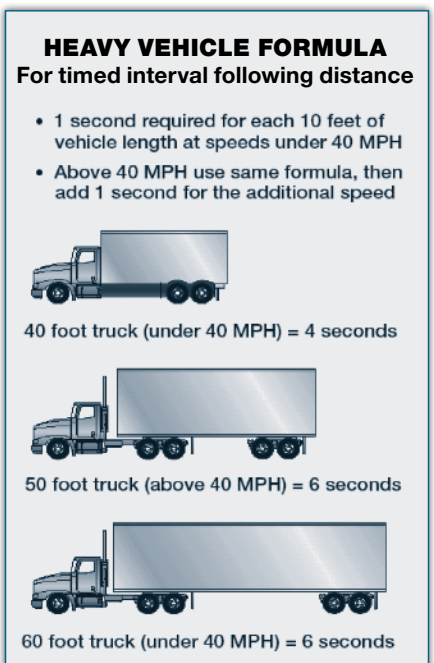 HEAVY VEHICLE FORMULA
For timed interval following distance
• 1 second required for each 10 feet of
vehicle length at speeds under 40 MPH
• Above 40 MPH use same formula, then
add 1 second for the additional speed
40 foot truck (under 40 MPH) = 4 seconds
50 foot truck (above 40 MPH) = 6 seconds
60 foot truck (under 40 MPH) = 6 seconds